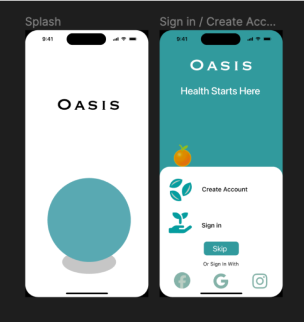 Splash
Sign in / Create Acc...
9:41
9:41
OASIS
OASIS
Health Starts Here
Create Account
Sign in
Skip
Or Sign In With